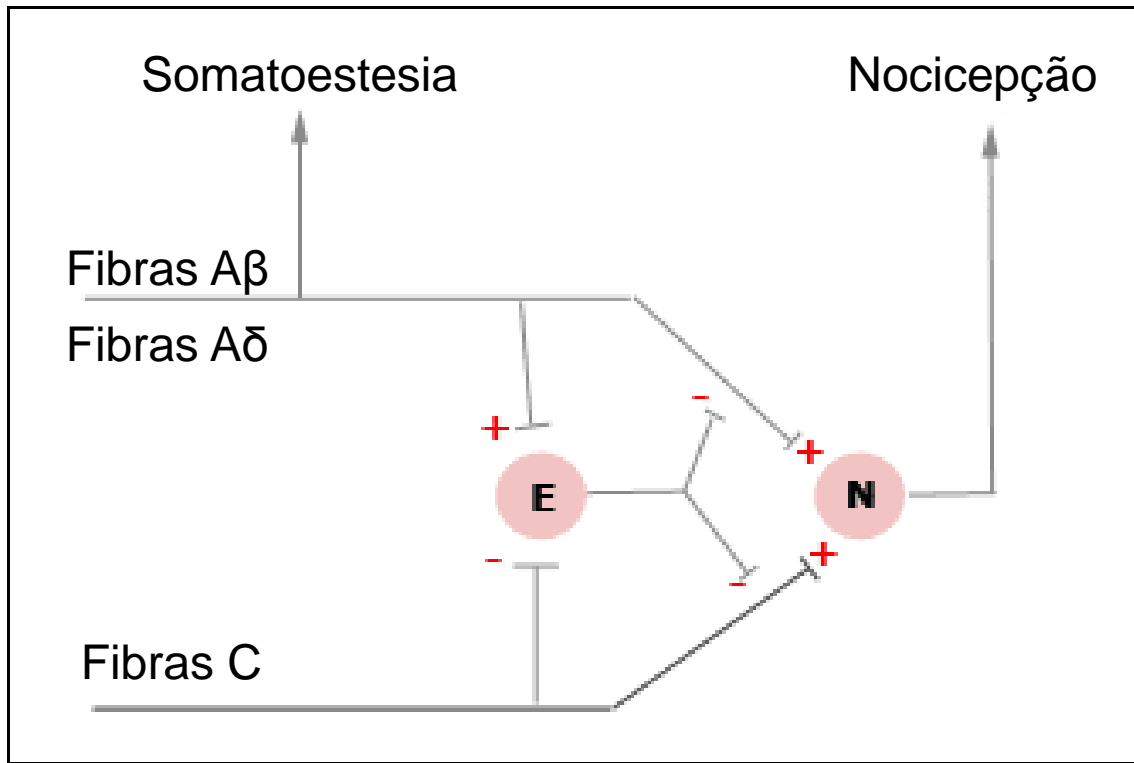 Somatoestesia
Nocicepção
Fibras Aβ
Fibras Aδ
+
-
+
E
N
-
-
+
Fibras C